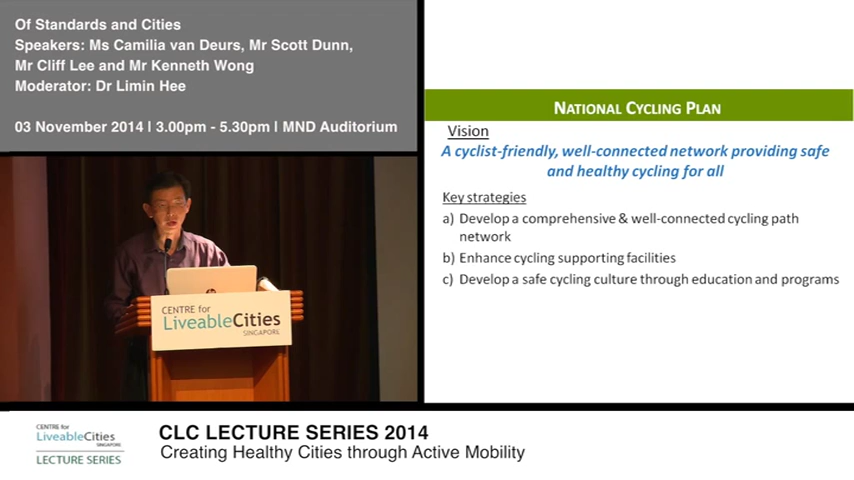 Of Standards and Cities
Speakers: Ms Camilia van Deurs, Mr Scott Dunn,
Mr Cliff Lee and Mr Kenneth Wong
Moderator: Dr Limin Hee
03 November 2014 | 3.00pm - 5.30pm | MND Auditorium
CENTRE for
LiveableCities
SINGAPORE
NATIONAL CYCLING PLAN
Vision
A cyclist-friendly, well-connected network providing safe
and healthy cycling for all
Key strategies
a) Develop a comprehensive & well-connected cycling path
network
b) Enhance cycling supporting facilities
c) Develop a safe cycling culture through education and programs
CENTRE for
LiveableCities
SINGAPORE
LECTURE SERIES
CLC LECTURE SERIES 2014
Creating Healthy Cities through Active Mobility